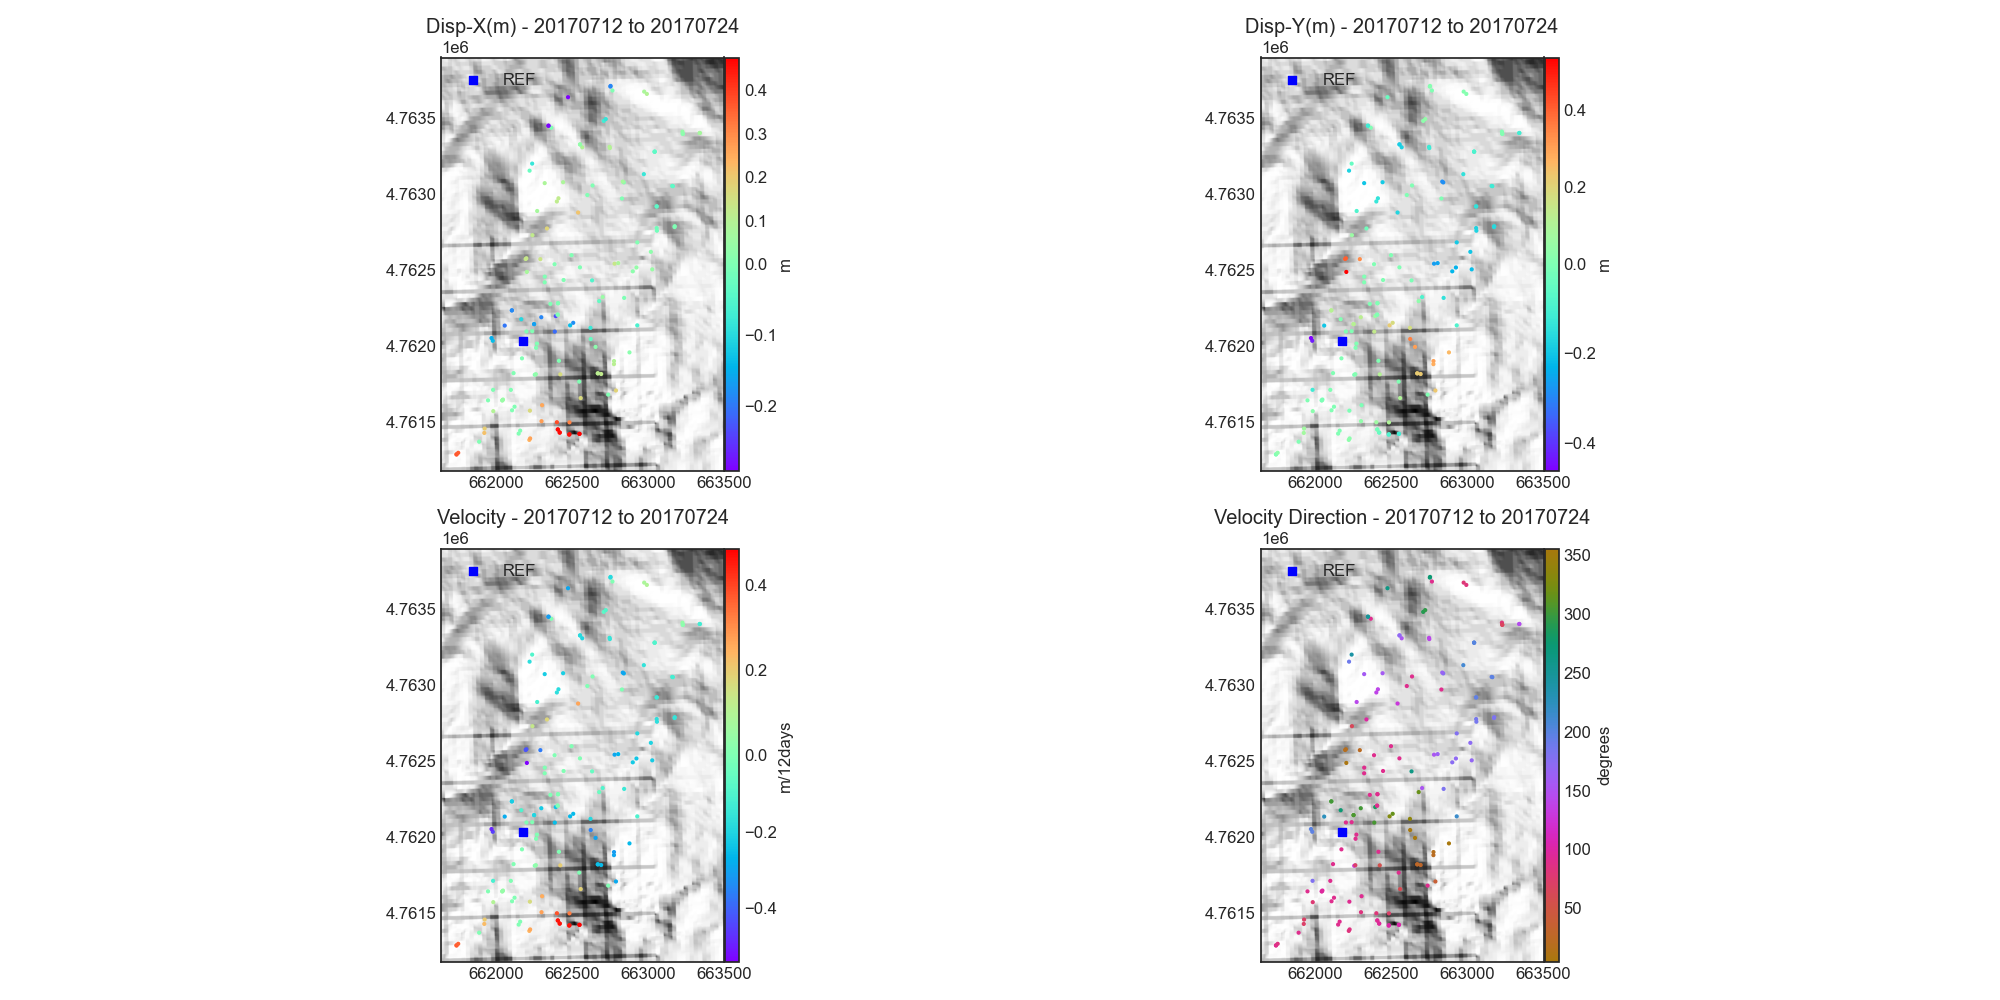 Disp-X(m) - 20170712 to 20170724
1e6
REF
4.7635
4.7630
4.7625
4.7620
4.7615
662000 662500 663000 663500
0.4
0.3
0.2
0.1
0.0
−0.1
−0.2
m
Disp-Y(m) - 20170712 to 20170724
1e6
REF
4.7635
4.7630
4.7625
4.7620
4.7615
662000 662500 663000 663500
0.4
0.2
0.0
−0.2
−0.4
m
Velocity - 20170712 to 20170724
1e6
REF
4.7635
4.7630
4.7625
4.7620
4.7615
662000 662500 663000 663500
0.4
0.2
0.0
−0.2
−0.4
m/12days
Velocity Direction - 20170712 to 20170724
1e6
REF
4.7635
4.7630
4.7625
4.7620
4.7615
662000 662500 663000 663500
350
300
250
200
150
100
50
degrees